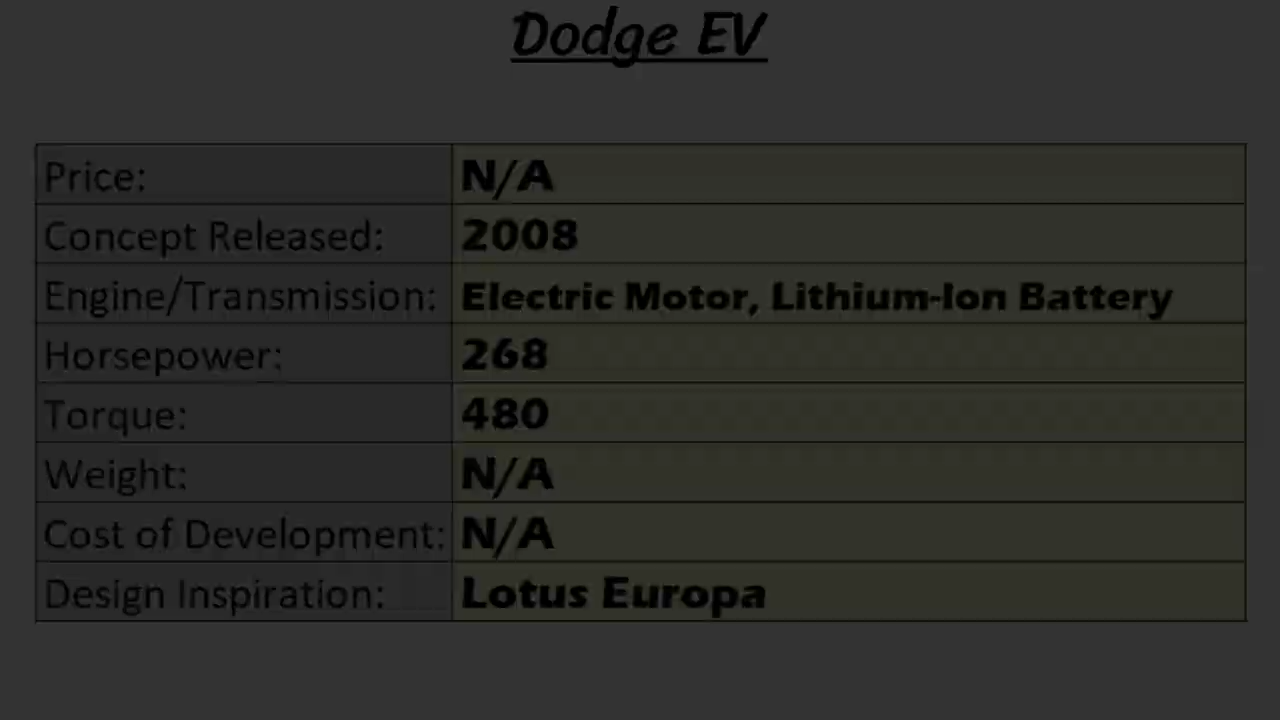 Dodge EV
Price: N/A
Concept Released: 2008
Engine/Transmission: Electric Motor, Lithium-Ion Battery
Horsepower: 268
Torque: 480
Weight: N/A
Cost of Development: N/A
Design Inspiration: Lotus Europa